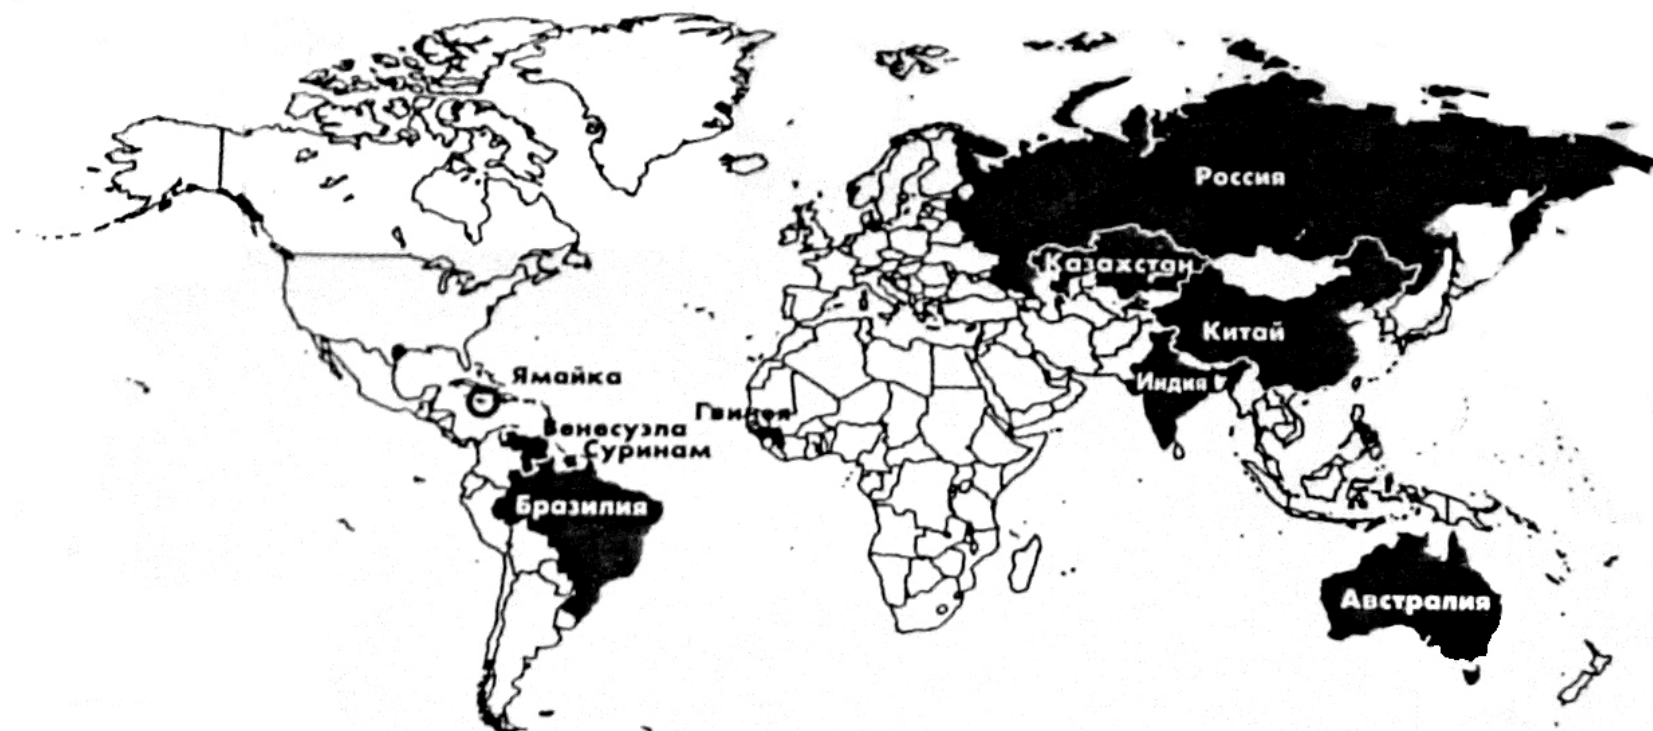 Россия
Казахстан
Китай
Ямайка
Индия
Гвинея
Венесуэла
Суринам
Бразилия
Австралия